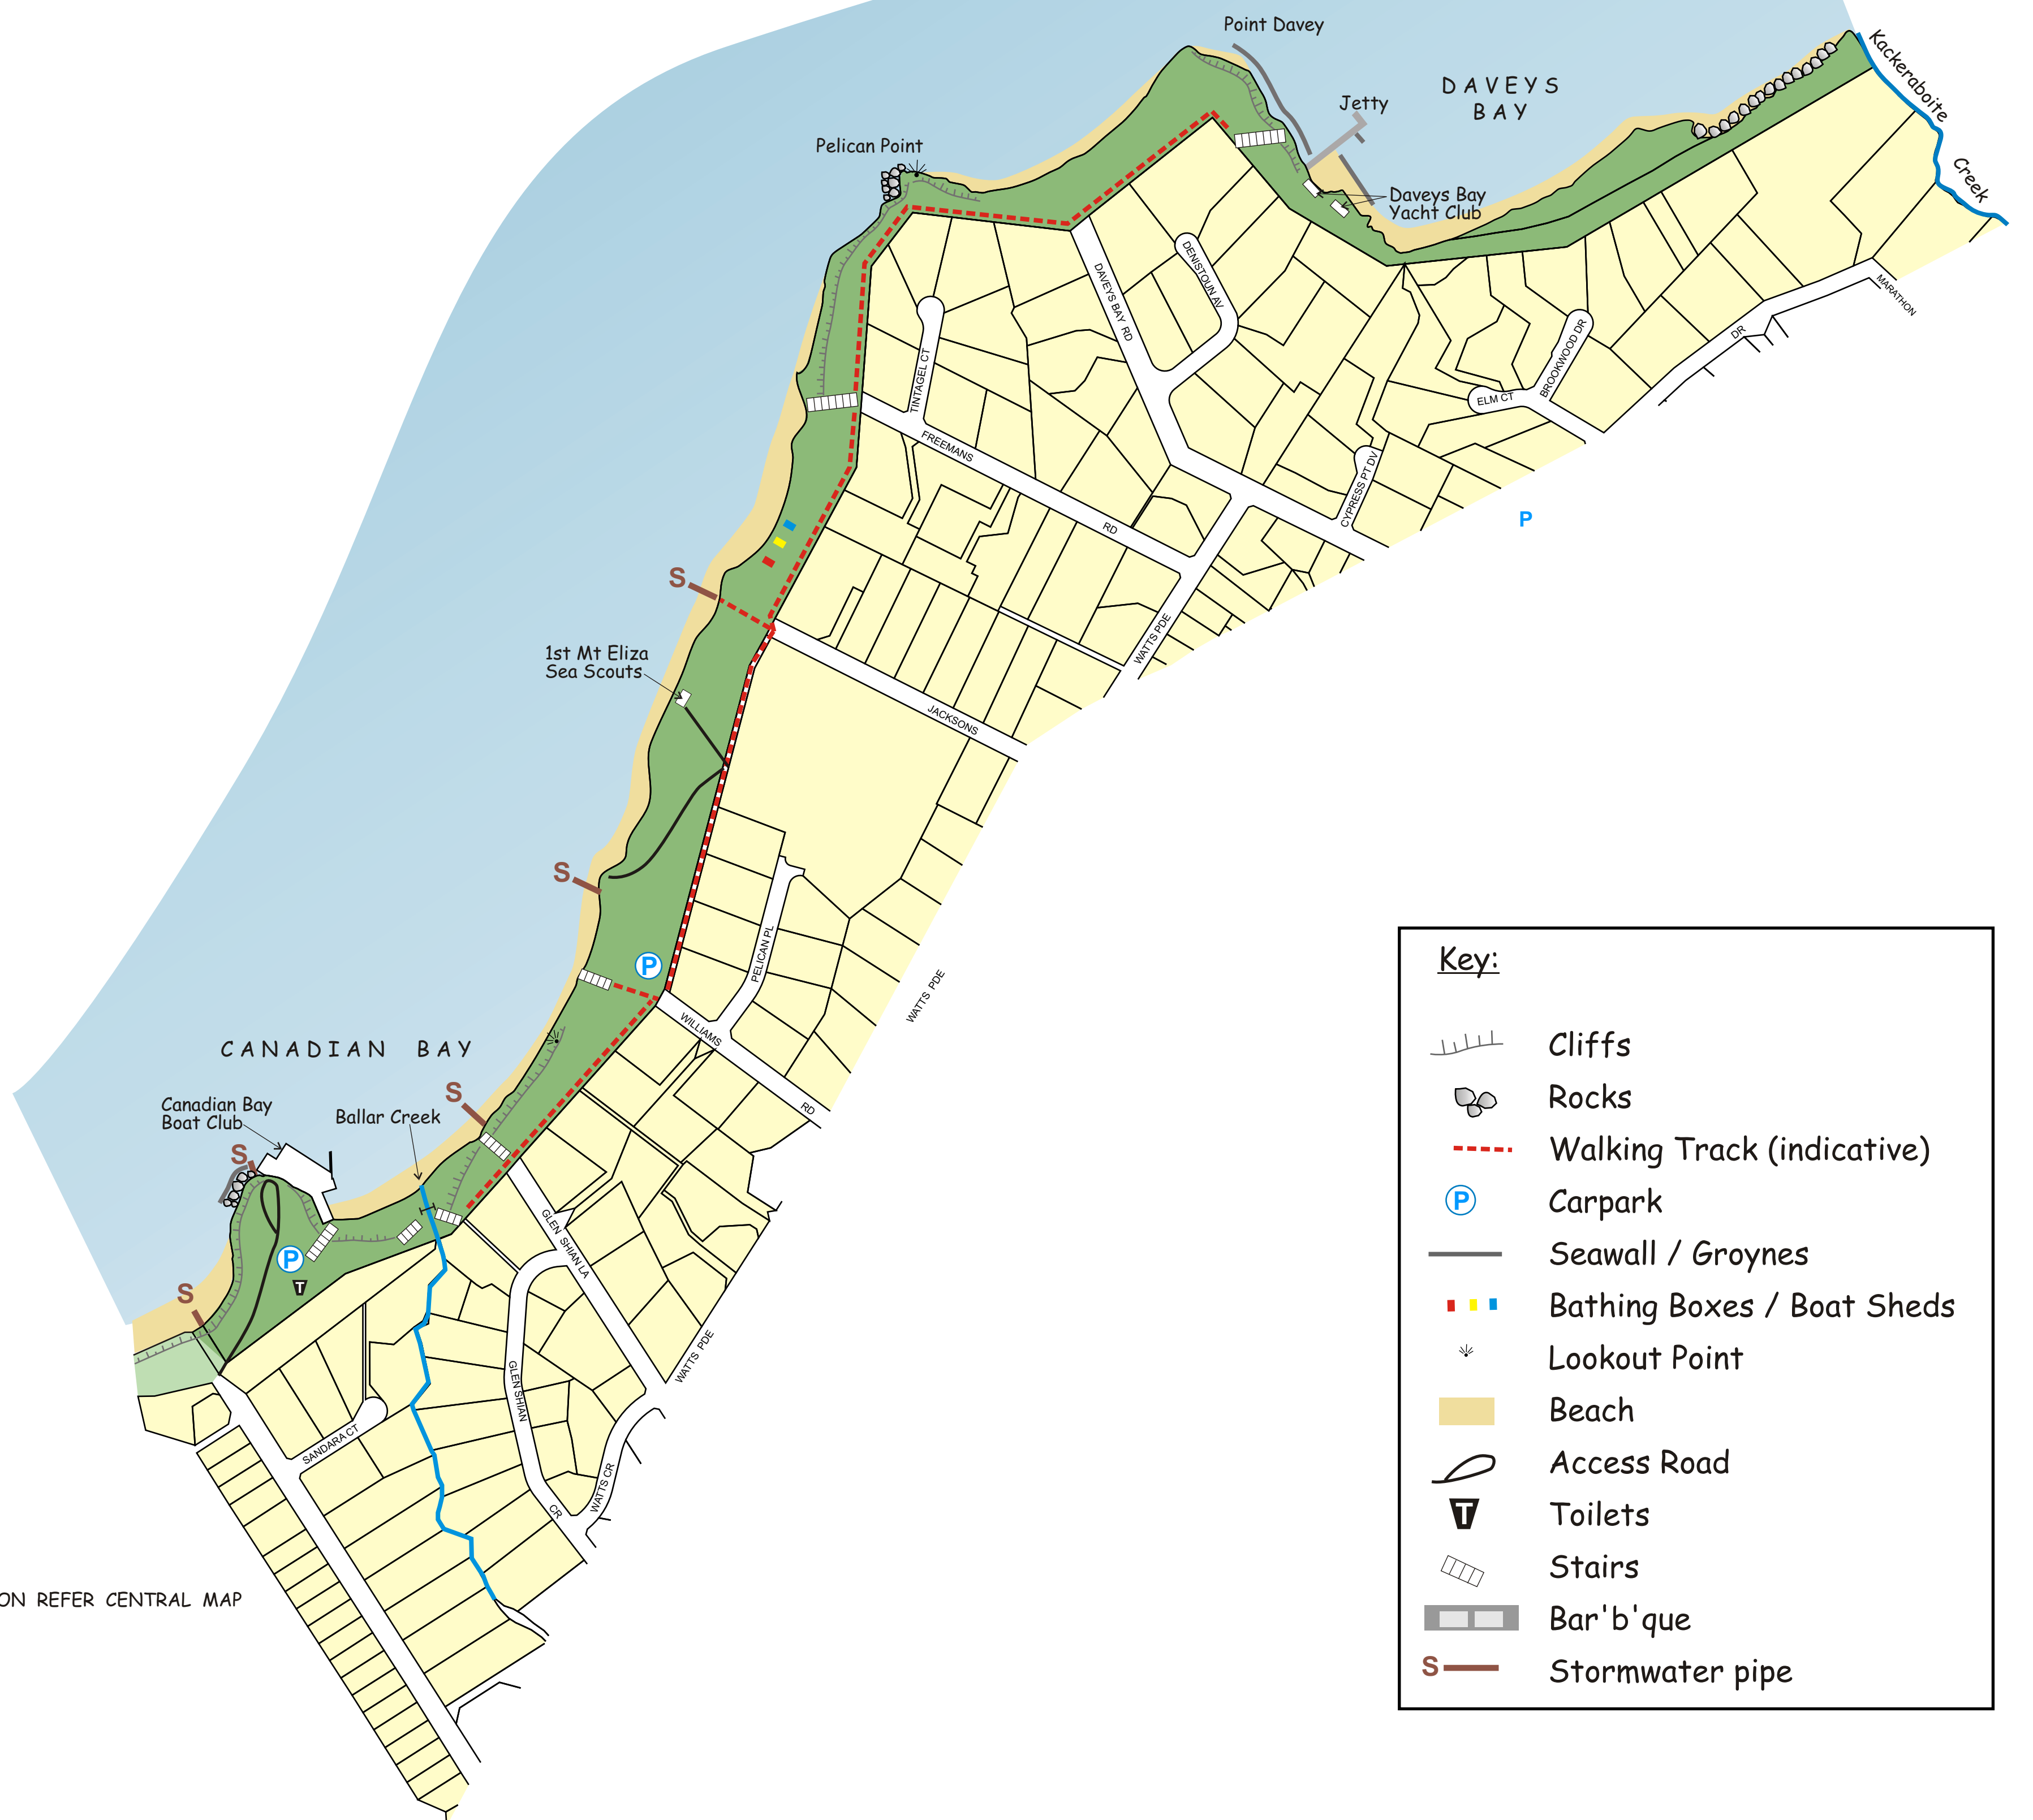 Point Davey
DAVEYS
BAY
Jetty
Kackeraboite
Creek
Pelican Point
Daveys Bay
Yacht Club
DENISTOUN AV
DAVEYS BAY RD
MARATHON
DR
TINTAGEL CT
BROOKWOOD DR
ELM CT
FREEMANS
RD
CYPRESS PT DV
P
S
WATTS PDE
1st Mt Eliza
Sea Scouts
JACKSONS
S
PELICAN PL
P
WATTS PDE
WILLIAMS
RD
CANADIAN BAY
S
Canadian Bay
Boat Club
Ballar Creek
S
GLEN SHIAN LA
P
T
S
WATTS PDE
GLEN SHIAN
CR
SANDARA CT
WATTS CR
ON REFER CENTRAL MAP
Key:
Cliffs
Rocks
Walking Track (indicative)
P Carpark
Seawall / Groynes
Bathing Boxes / Boat Sheds
Lookout Point
Beach
Access Road
T Toilets
Stairs
Bar'b'que
S Stormwater pipe